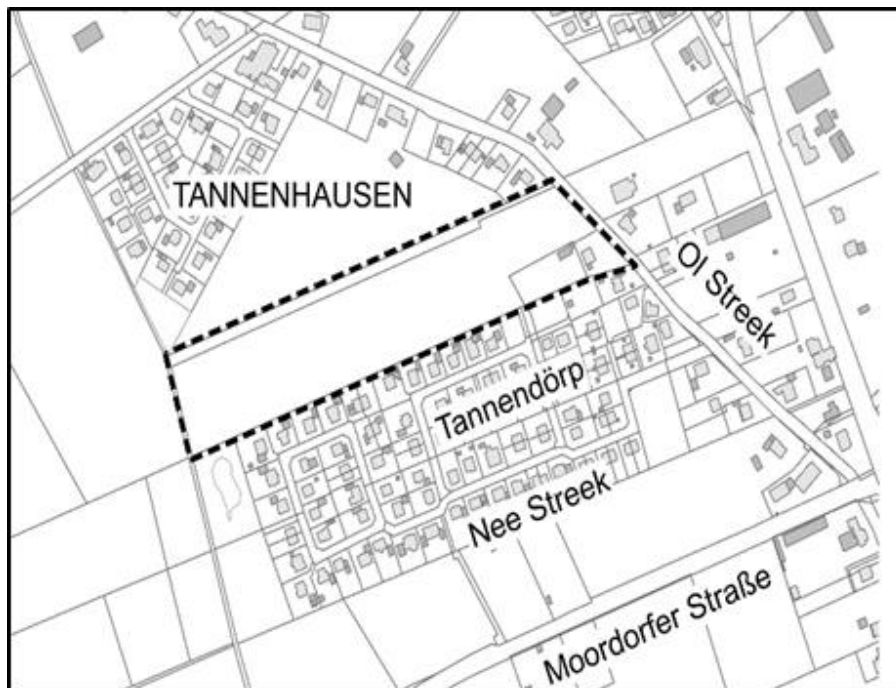 TANNENHAUSEN
Ol Streek
Tannendörp
Nee Streek
Moordorfer Straße